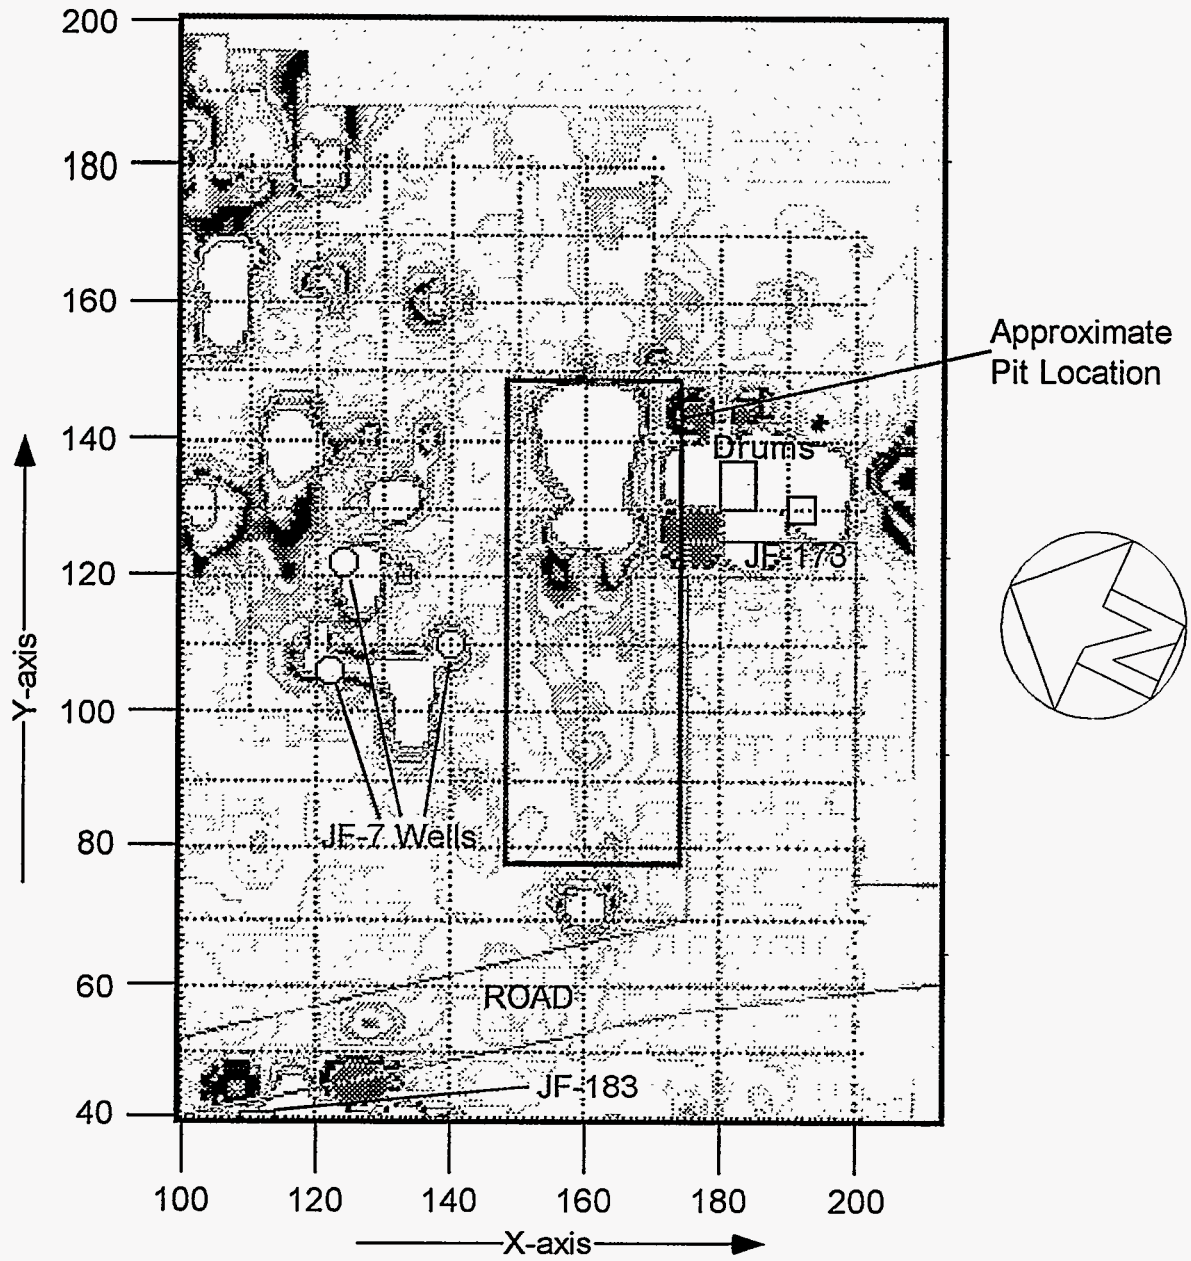 200
180
160
140
120
100
80
60
40
Y-axis
Approximate
Pit Location
Drums
JF-173
JF-7 Wells
ROAD
JF-183
100 120 140 160 180 200
X-axis
N